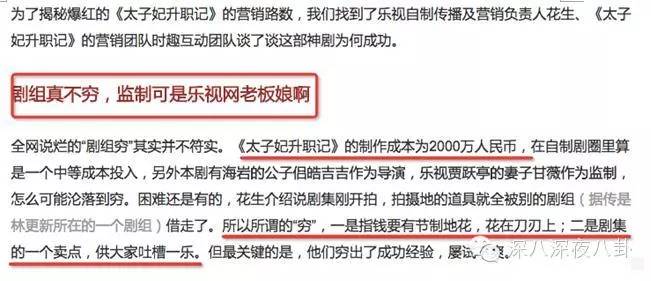 为了揭秘爆红的《太子妃升职记》的营销路数，我们找到了乐视自制传播及营销负责人花生、《太子
妃升职记》的营销团队时趣互动团队谈了谈这部神剧为何成功。
剧组真不穷，监制可是乐视网老板娘啊
全网说烂的“剧组穷”其实并不符实。《太子妃升职记》的制作成本为2000万人民币，在自制剧圈里算
是一个中等成本投入，另外本剧有海岩的公子侣皓吉吉作为导演，乐视贾跃亭的妻子甘薇作为监制，
怎么可能沦落到穷。困难还是有的，花生介绍说剧集刚开拍，拍摄地的道具就全被别的剧组（据传是
林更新所在的一个剧组）借走了。所以所谓的“穷”，一是指钱要有节制地花，花在刀刃上；二是剧集
的一个卖点，供大家吐槽一乐。但最关键的是，他们穷出了成功经验，屡试
深八深夜八卦